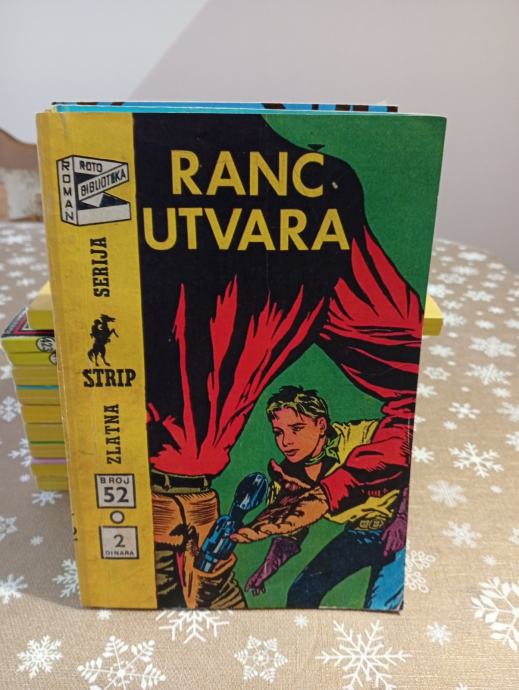 ROMAN
ROTO
BIBLIOTEKA
ZLATNA STRIP SERIJA
BROJ
52
2
DINARA
RANČ
UTVARA